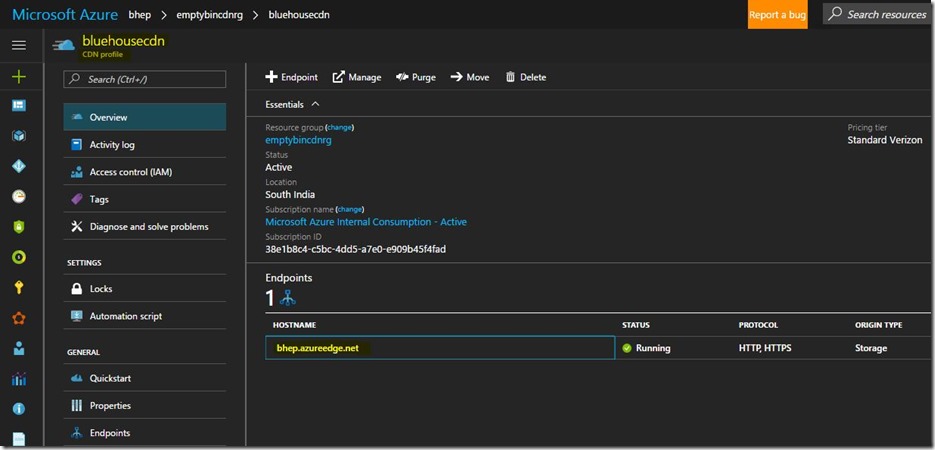 Microsoft Azure bhep > emptybincdnrg > bluehousecdn
Report a bug
Search resources
bluehousecdn
CDN profile
Search (Ctrl+/)
Overview
Activity log
Access control (IAM)
Tags
Diagnose and solve problems
SETTINGS
Locks
Automation script
GENERAL
Quickstart
Properties
Endpoints
Endpoint Manage Purge Move Delete
Essentials
Resource group (change)
emptybincdnrg
Status
Active
Location
South India
Subscription name (change)
Microsoft Azure Internal Consumption - Active
Subscription ID
38e1b8c4-c5bc-4dd5-a7e0-e909b45f4fad
Pricing tier
Standard Verizon
Endpoints
1
HOSTNAME STATUS PROTOCOL ORIGIN TYPE
bhep.azureedge.net Running HTTP, HTTPS Storage